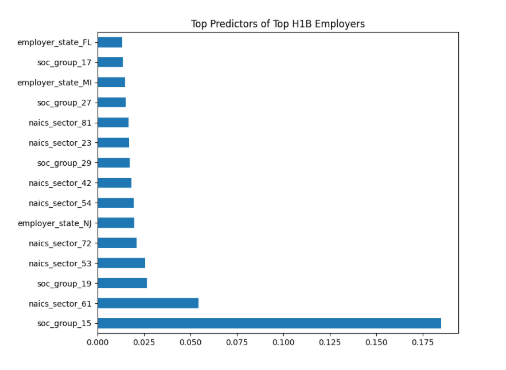 Top Predictors of Top H1B Employers
employer_state_FL
soc_group_17
employer_state_MI
soc_group_27
naics_sector_81
naics_sector_23
soc_group_29
naics_sector_42
naics_sector_54
employer_state_NJ
naics_sector_72
naics_sector_53
soc_group_19
naics_sector_61
soc_group_15
0.000 0.025 0.050 0.075 0.100 0.125 0.150 0.175